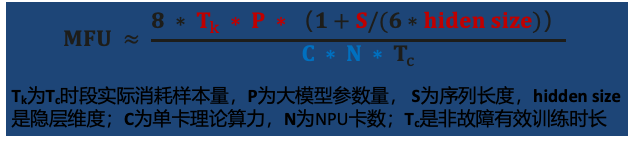 MFU ≈ 8 * Tk * P * (1 + S/(6 * hiden size)) / C * N * Tc
Tk为Tc时段实际消耗样本量，P为大模型参数量， S为序列长度，hidden size
是隐层维度；C为单卡理论算力，N为NPU卡数；Tc是非故障有效训练时长